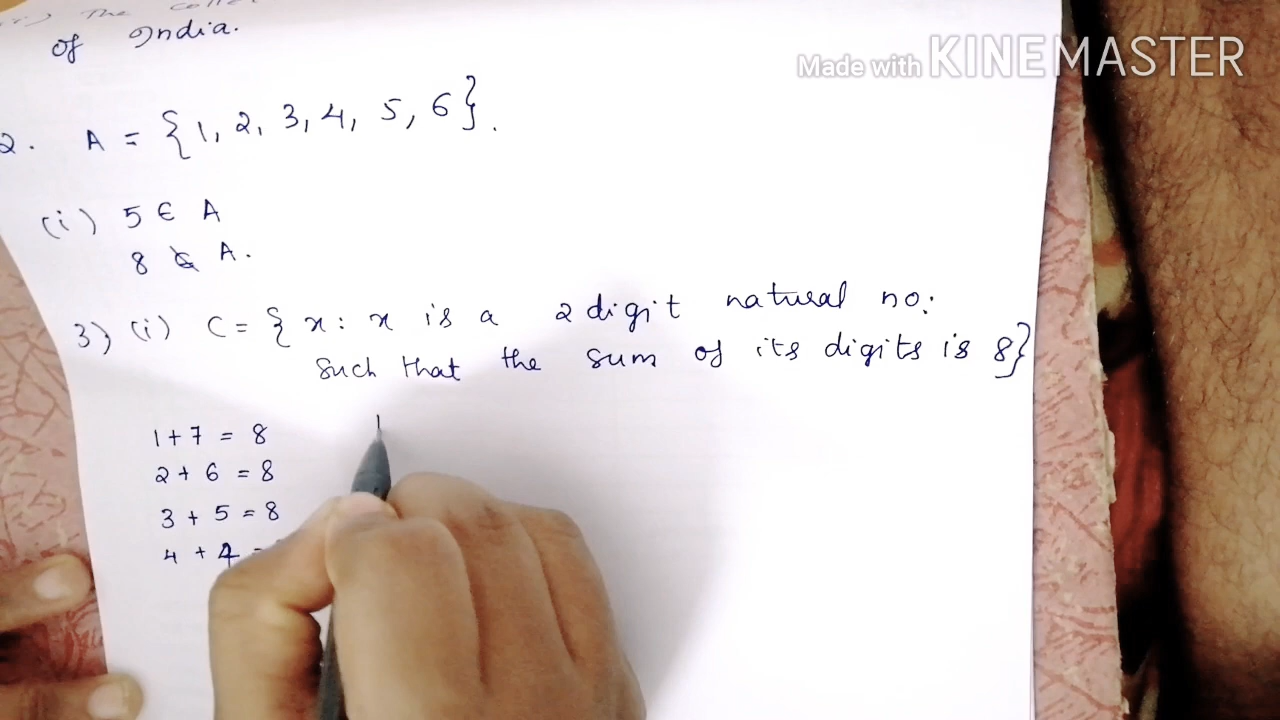 The
of India.
Made with KINEMASTER
2. A = {1, 2, 3, 4, 5, 6}.
(i) 5 ∈ A
8 ∉ A.
3) (i) C = { x : x is a 2 digit natural no:
such that the sum of its digits is 8}
1 + 7 = 8
2 + 6 = 8
3 + 5 = 8
4 + 4 =
1